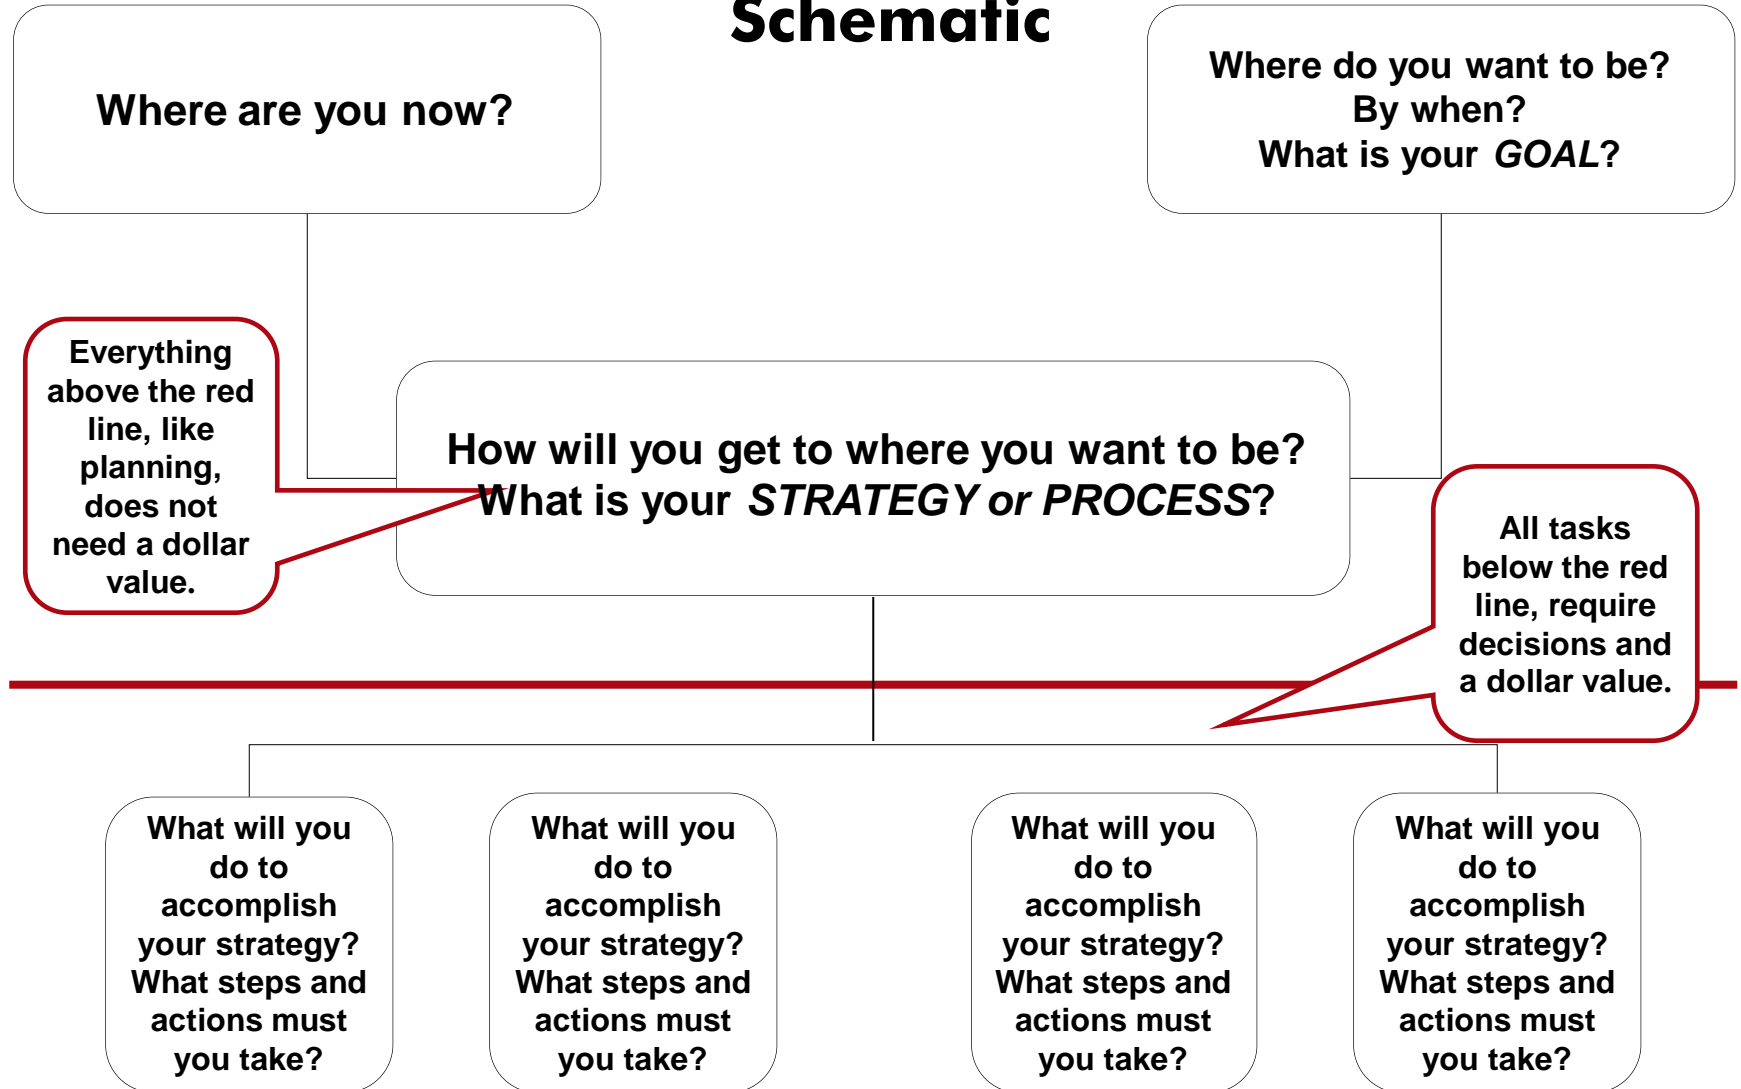 Schematic
Where are you now?
Where do you want to be?
By when?
What is your GOAL?
Everything
above the red
line, like
planning,
does not
need a dollar
value.
How will you get to where you want to be?
What is your STRATEGY or PROCESS?
All tasks
below the red
line, require
decisions and
a dollar value.
What will you
do to
accomplish
your strategy?
What steps and
actions must
you take?
What will you
do to
accomplish
your strategy?
What steps and
actions must
you take?
What will you
do to
accomplish
your strategy?
What steps and
actions must
you take?
What will you
do to
accomplish
your strategy?
What steps and
actions must
you take?